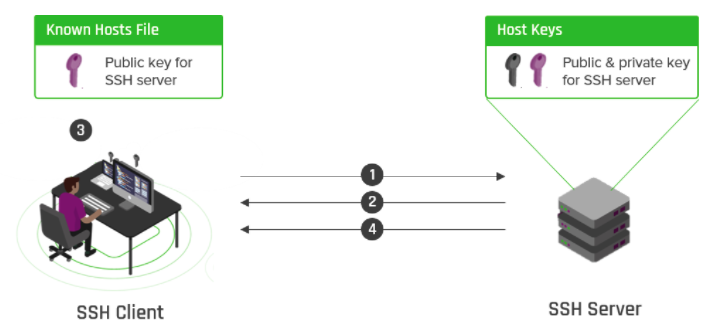 Known Hosts File
Public key for
SSH server
Host Keys
Public & private key
for SSH server
3
1
2
4
SSH Client
SSH Server